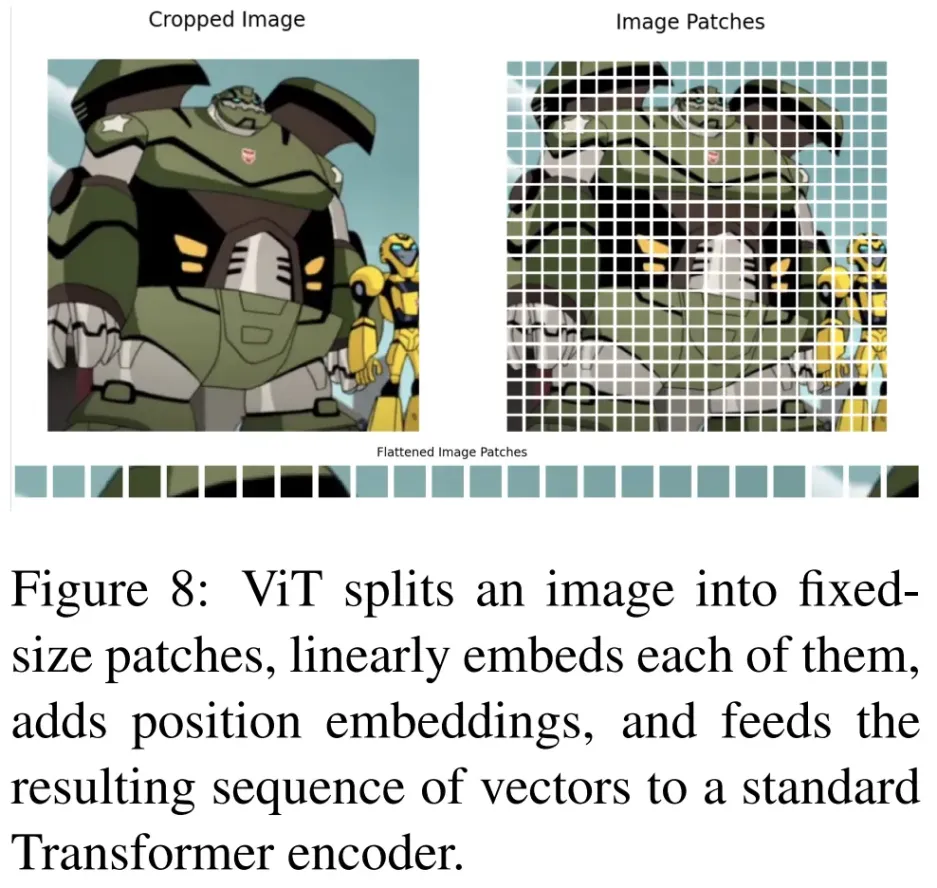 Cropped Image
Image Patches
Flattened Image Patches
Figure 8: ViT splits an image into fixed-
size patches, linearly embeds each of them,
adds position embeddings, and feeds the
resulting sequence of vectors to a standard
Transformer encoder.